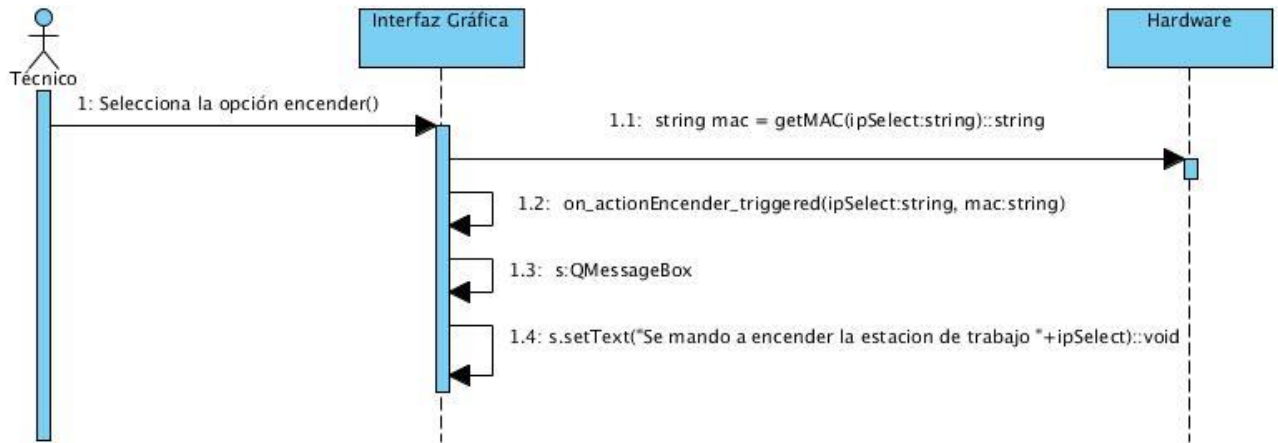 Interfaz Gráfica
Hardware
Técnico
1: Selecciona la opción encender()
1.1:  string mac = getMAC(ipSelect:string)::string
1.2:  on_actionEncender_triggered(ipSelect:string, mac:string)
1.3:  s:QMessageBox
1.4: s.setText("Se mando a encender la estacion de trabajo "+ipSelect)::void